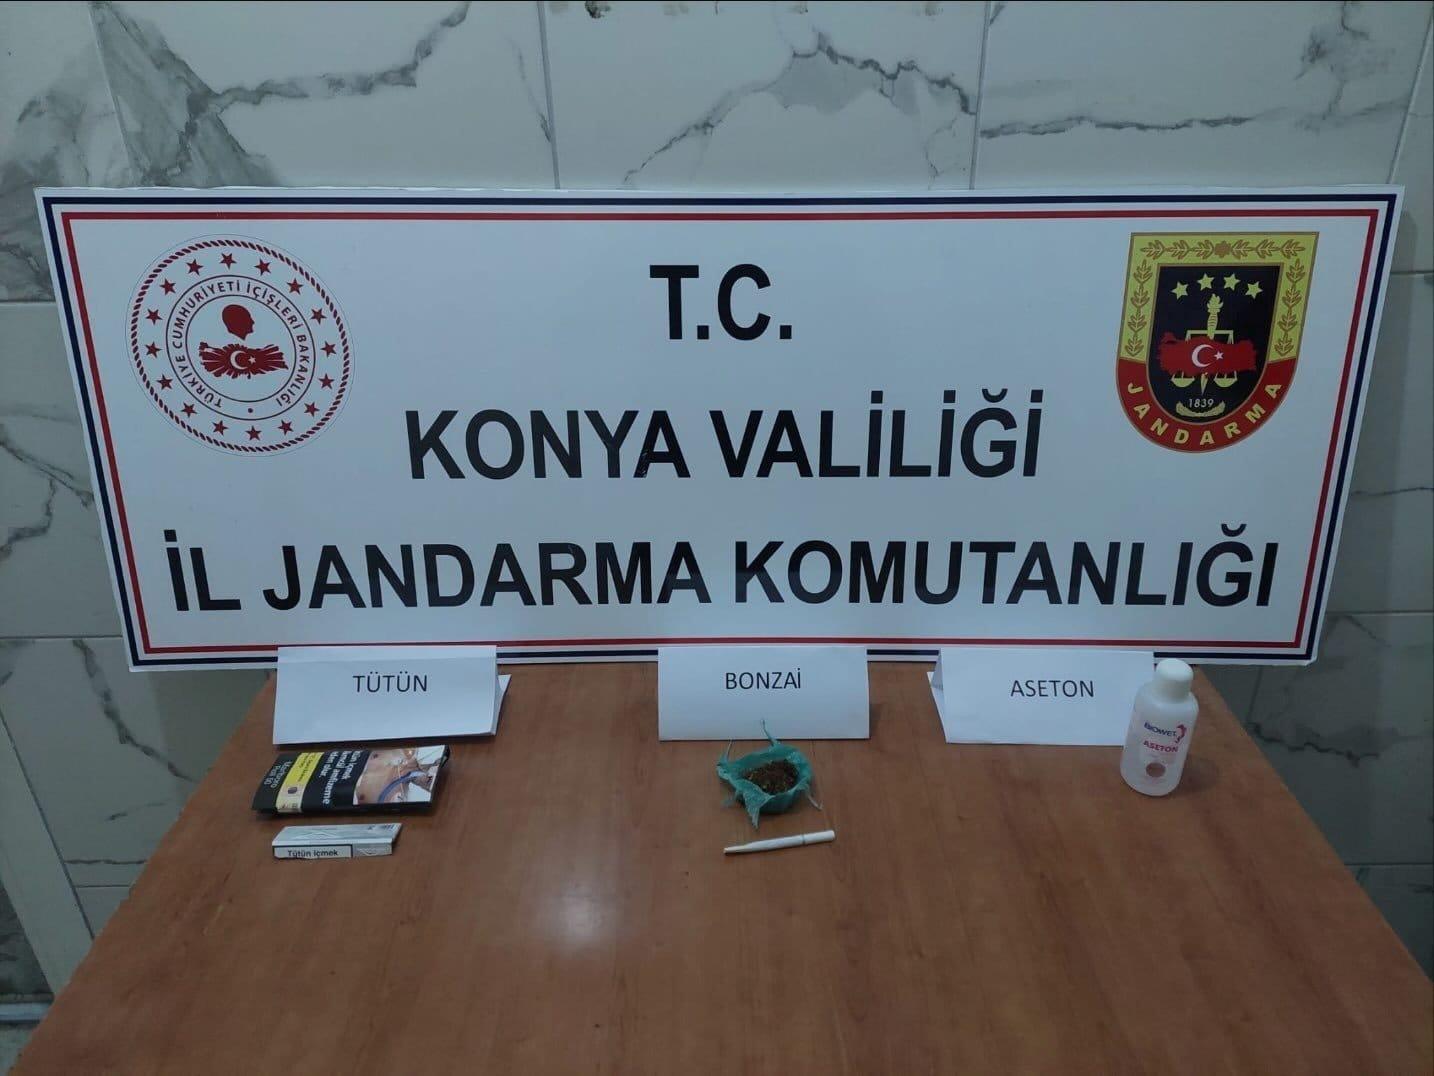 T.C.
KONYA VALİLİĞİ
İL JANDARMA KOMUTANLIĞI
TÜRKİYE CUMHURİYETİ İÇİŞLERİ BAKANLIĞI
1839
JANDARMA
TÜTÜN
BONZAİ
ASETON
BIOWET
ASETON
Tütün içmek